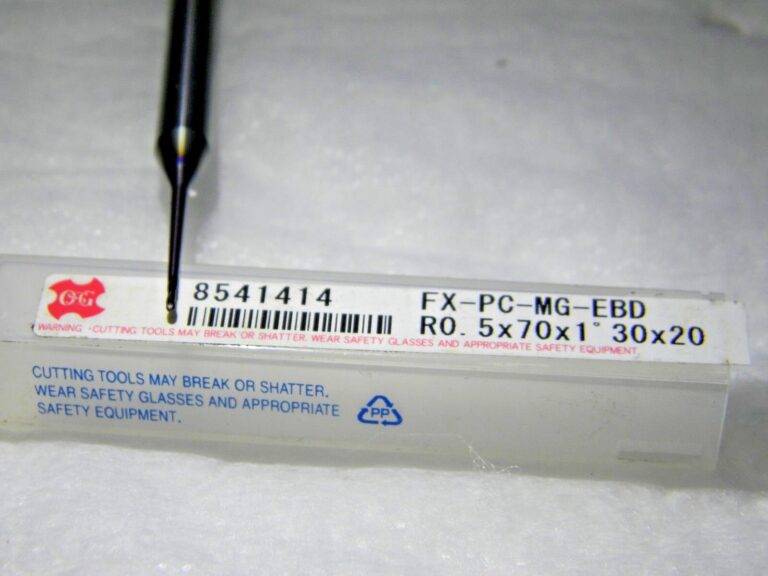 OSG
8541414
FX-PC-MG-EBD
R0.5x70x1°30x20
WARNING ·CUTTING TOOLS MAY BREAK OR SHATTER. WEAR SAFETY GLASSES AND APPROPRIATE SAFETY EQUIPMENT.
CUTTING TOOLS MAY BREAK OR SHATTER.
WEAR SAFETY GLASSES AND APPROPRIATE
SAFETY EQUIPMENT.
PP